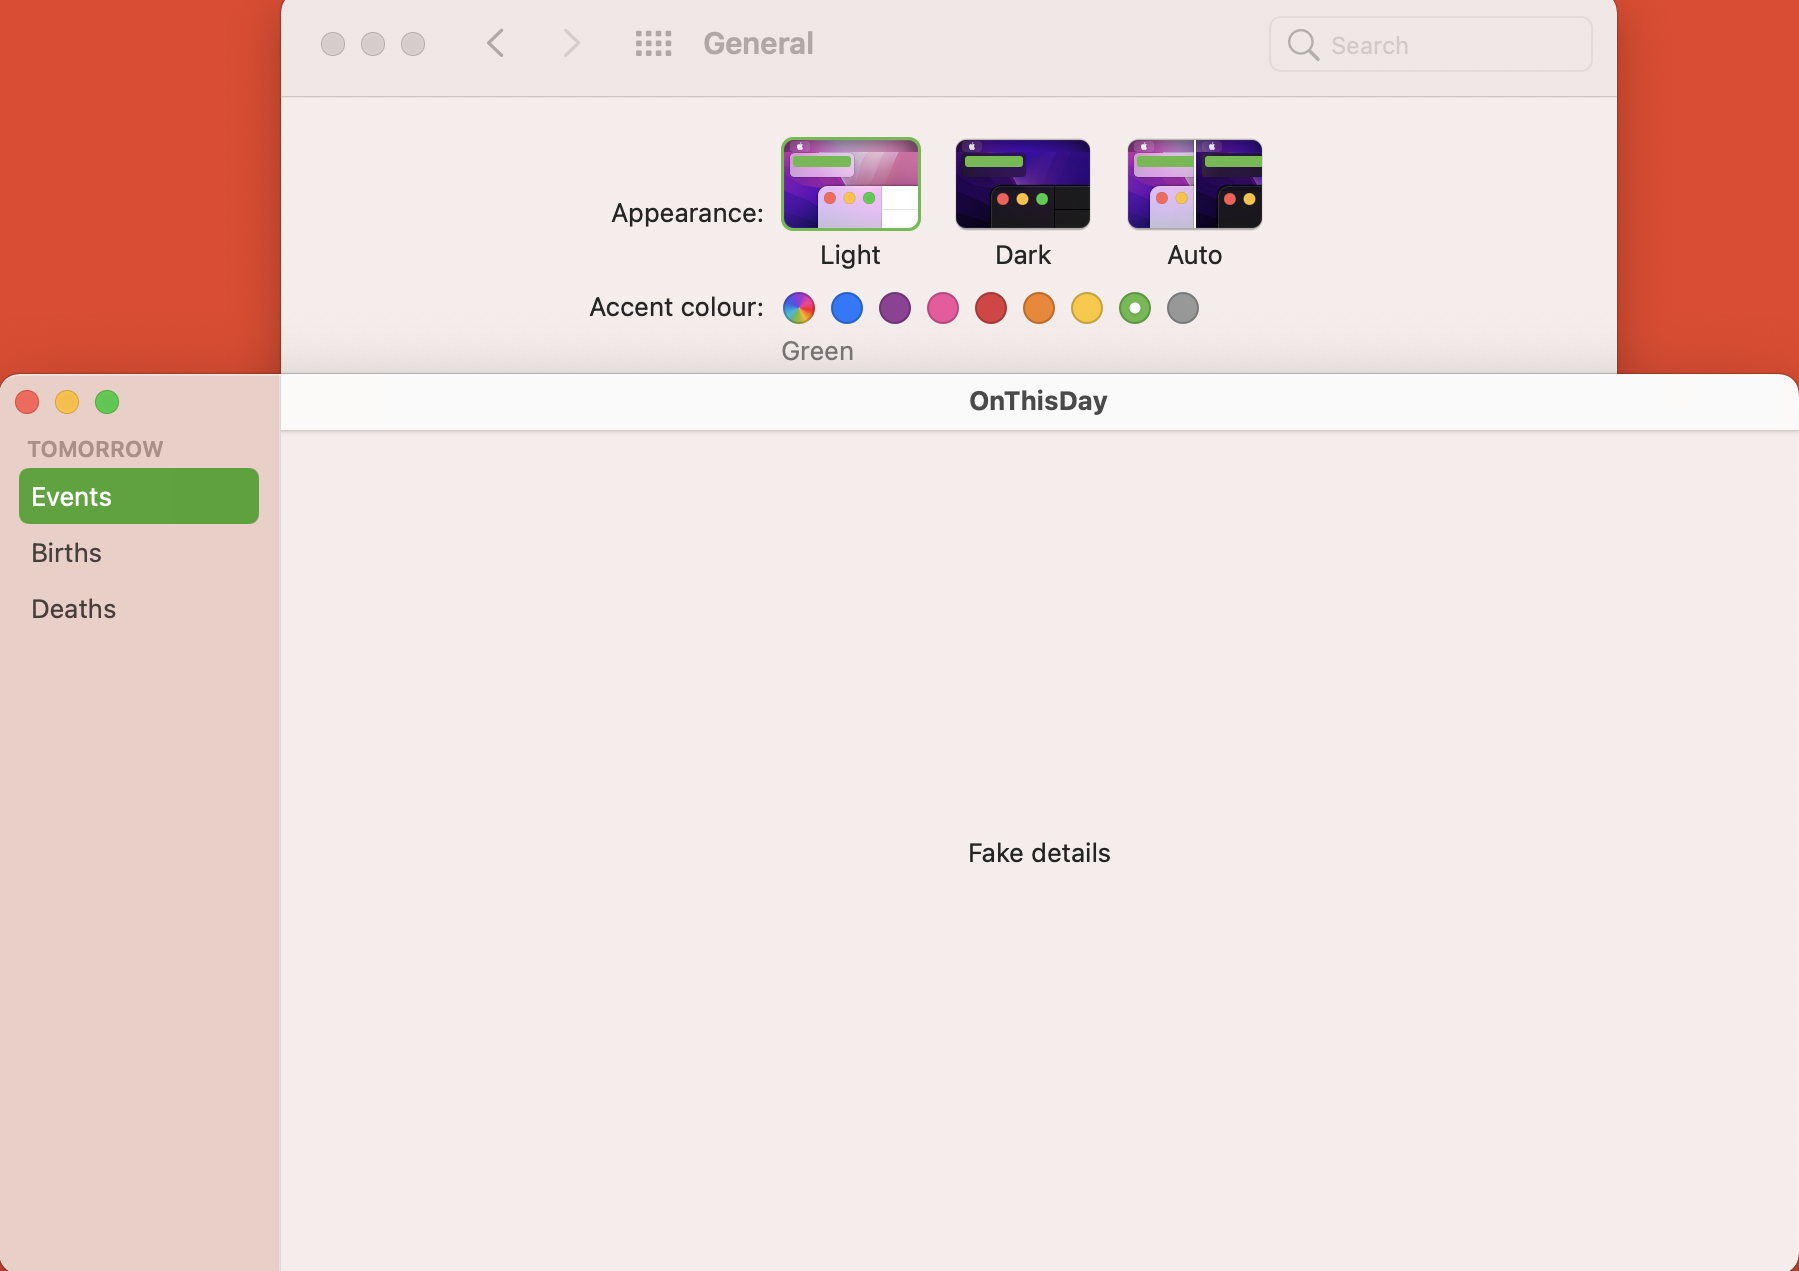 General
Search
Appearance:
Light
Dark
Auto
Accent colour:
Green
OnThisDay
TOMORROW
Events
Births
Deaths
Fake details